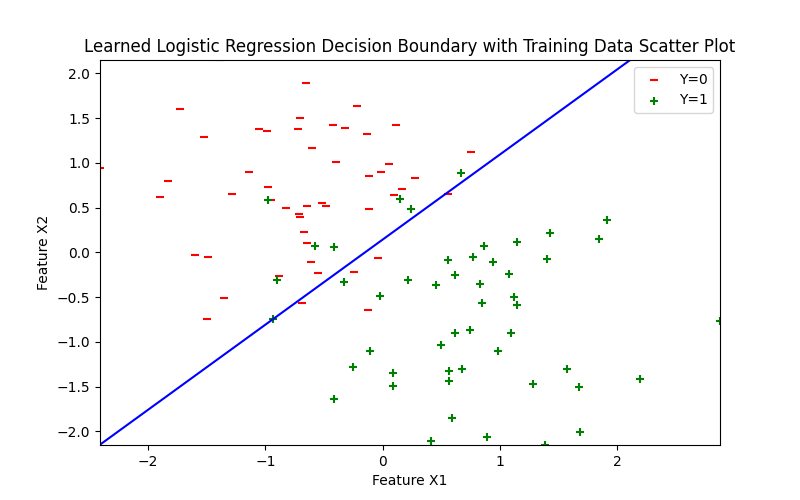 Learned Logistic Regression Decision Boundary with Training Data Scatter Plot
Y=0
Y=1
2.0
1.5
1.0
0.5
0.0
−0.5
−1.0
−1.5
−2.0
Feature X2
−2
−1
0
1
2
Feature X1